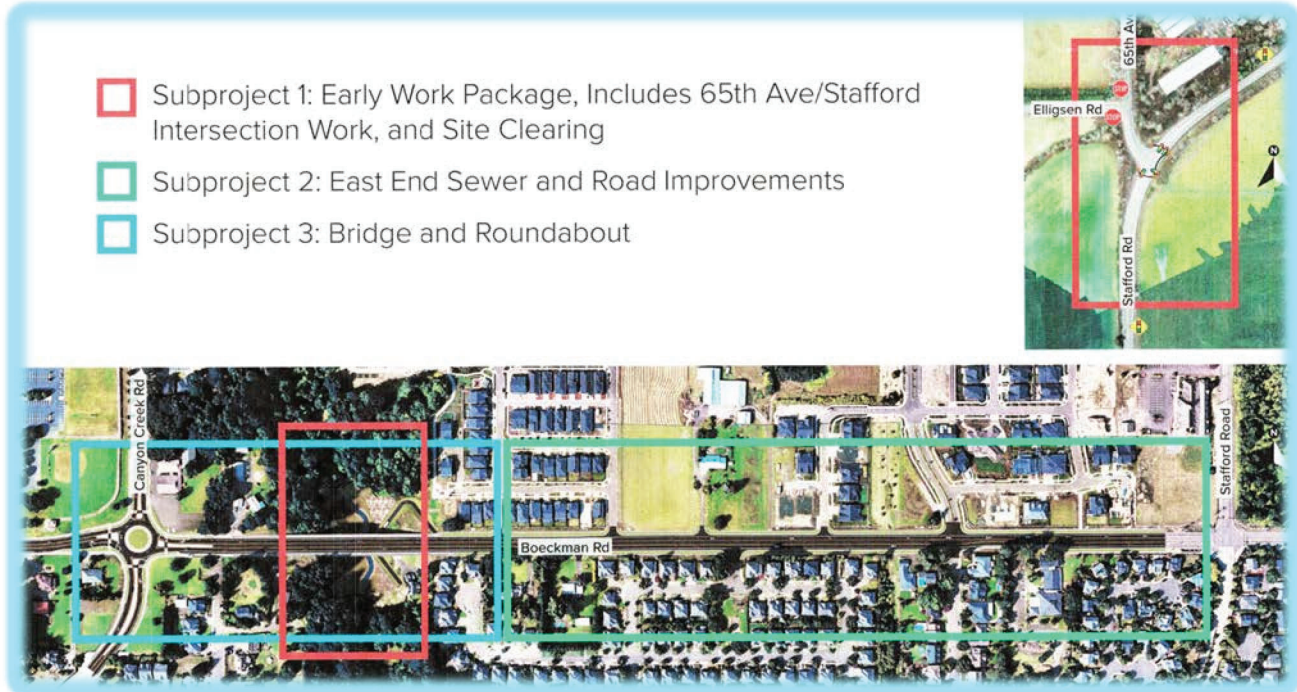 Subproject 1: Early Work Package, Includes 65th Ave/Stafford
Intersection Work, and Site Clearing
Subproject 2: East End Sewer and Road Improvements
Subproject 3: Bridge and Roundabout
65th Ave
Elligsen Rd
STOP
STOP
N
Stafford Rd
Canyon Creek Rd
Boeckman Rd
Stafford Road